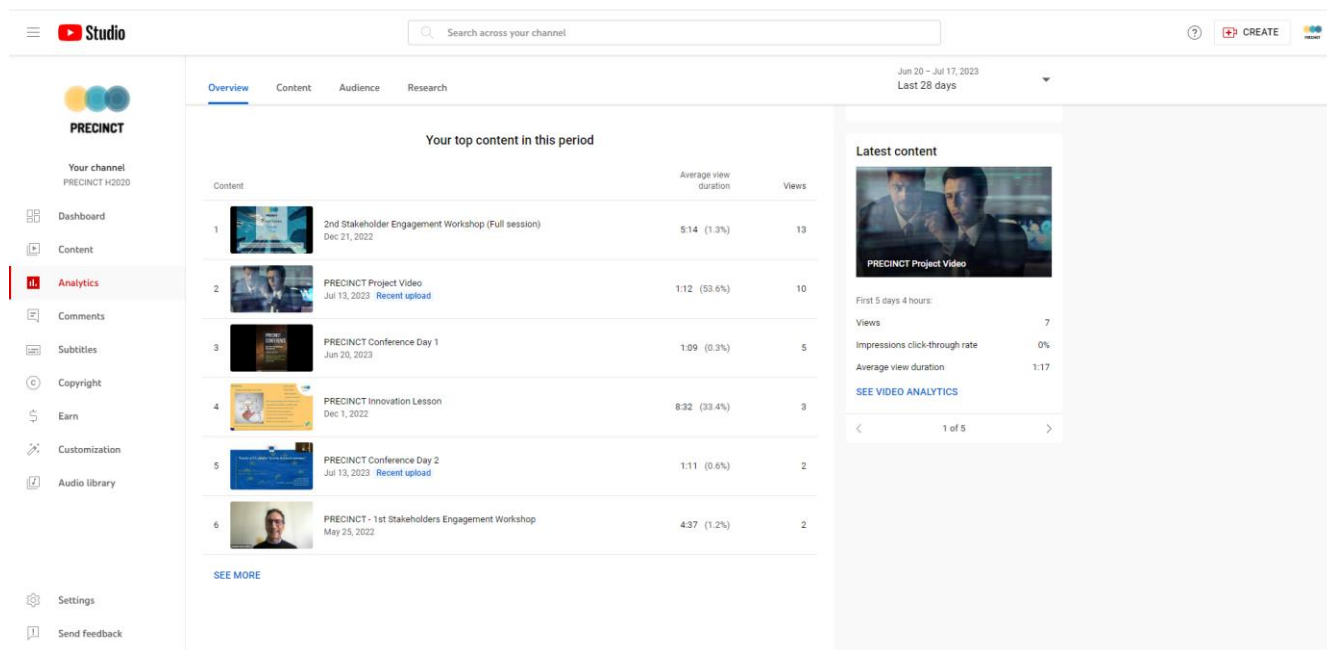 Studio
Search across your channel
CREATE
PRECINCT
Your channel
PRECINCT H2020
Dashboard
Content
Analytics
Comments
Subtitles
Copyright
Earn
Customization
Audio library
Settings
Send feedback
Overview Content Audience Research
Jun 20 – Jul 17, 2023
Last 28 days
Your top content in this period
Content Average view duration Views
1 2nd Stakeholder Engagement Workshop (Full session) 5:14 (1.3%) 13
Dec 21, 2022
2 PRECINCT Project Video 1:12 (53.6%) 10
Jul 13, 2023 Recent upload
3 PRECINCT Conference Day 1 1:09 (0.3%) 5
Jun 20, 2023
4 PRECINCT Innovation Lesson 8:32 (33.4%) 3
Dec 1, 2022
5 PRECINCT Conference Day 2 1:11 (0.6%) 2
Jul 13, 2023 Recent upload
6 PRECINCT - 1st Stakeholders Engagement Workshop 4:37 (1.2%) 2
May 25, 2022
SEE MORE
Latest content
PRECINCT Project Video
First 5 days 4 hours:
Views 7
Impressions click-through rate 0%
Average view duration 1:17
SEE VIDEO ANALYTICS
1 of 5